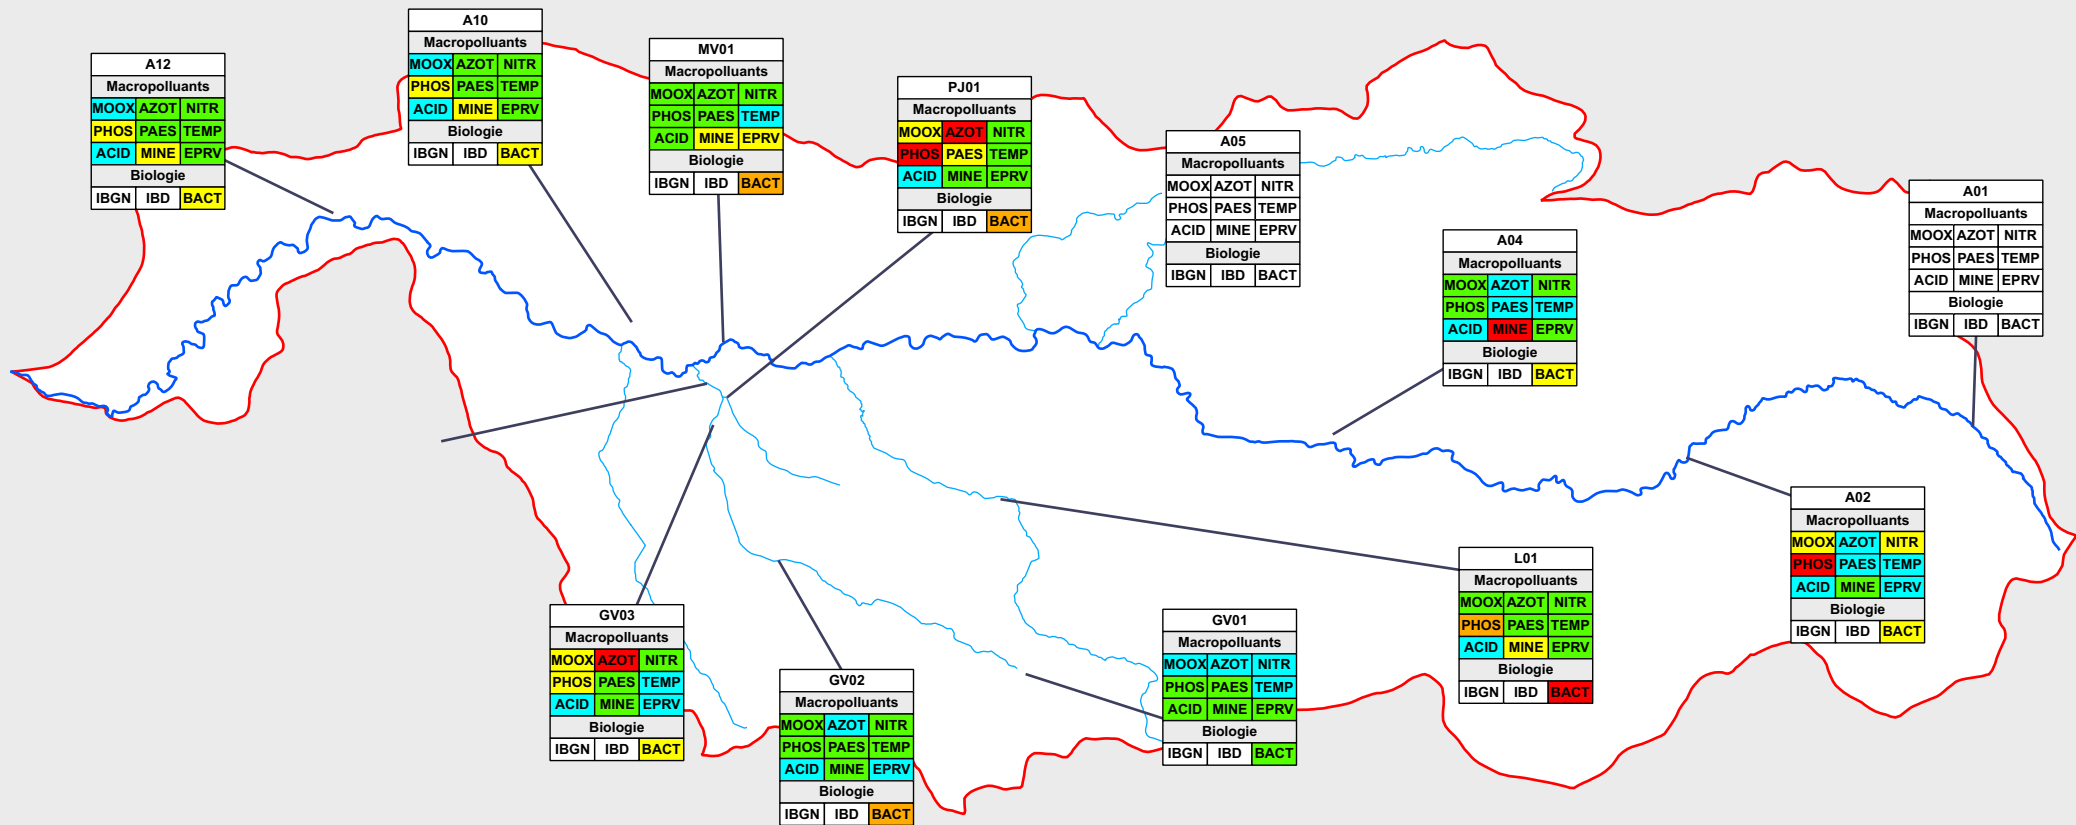 A12
Macropolluants
MOOX AZOT NITR
PHOS PAES TEMP
ACID MINE EPRV
Biologie
IBGN IBD BACT
A10
Macropolluants
MOOX AZOT NITR
PHOS PAES TEMP
ACID MINE EPRV
Biologie
IBGN IBD BACT
MV01
Macropolluants
MOOX AZOT NITR
PHOS PAES TEMP
ACID MINE EPRV
Biologie
IBGN IBD BACT
PJ01
Macropolluants
MOOX AZOT NITR
PHOS PAES TEMP
ACID MINE EPRV
Biologie
IBGN IBD BACT
A05
Macropolluants
MOOX AZOT NITR
PHOS PAES TEMP
ACID MINE EPRV
Biologie
IBGN IBD BACT
A04
Macropolluants
MOOX AZOT NITR
PHOS PAES TEMP
ACID MINE EPRV
Biologie
IBGN IBD BACT
A01
Macropolluants
MOOX AZOT NITR
PHOS PAES TEMP
ACID MINE EPRV
Biologie
IBGN IBD BACT
GV03
Macropolluants
MOOX AZOT NITR
PHOS PAES TEMP
ACID MINE EPRV
Biologie
IBGN IBD BACT
GV02
Macropolluants
MOOX AZOT NITR
PHOS PAES TEMP
ACID MINE EPRV
Biologie
IBGN IBD BACT
GV01
Macropolluants
MOOX AZOT NITR
PHOS PAES TEMP
ACID MINE EPRV
Biologie
IBGN IBD BACT
L01
Macropolluants
MOOX AZOT NITR
PHOS PAES TEMP
ACID MINE EPRV
Biologie
IBGN IBD BACT
A02
Macropolluants
MOOX AZOT NITR
PHOS PAES TEMP
ACID MINE EPRV
Biologie
IBGN IBD BACT